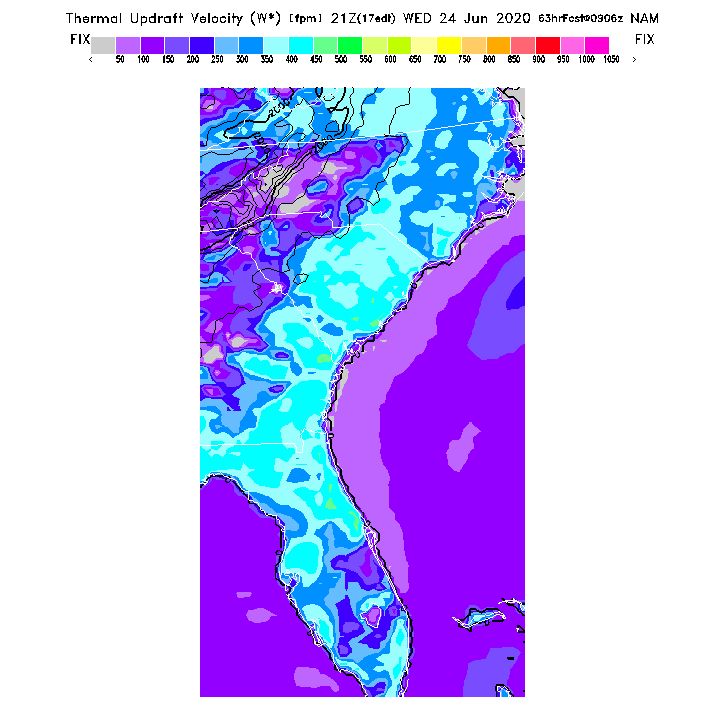 Thermal Updraft Velocity (W*) [fpm] 21Z(17edt) WED 24 Jun 2020 63hrFcst@0906z NAM
FIX FIX
< 50 100 150 200 250 300 350 400 450 500 550 600 650 700 750 800 850 900 950 1000 1050 >
2000